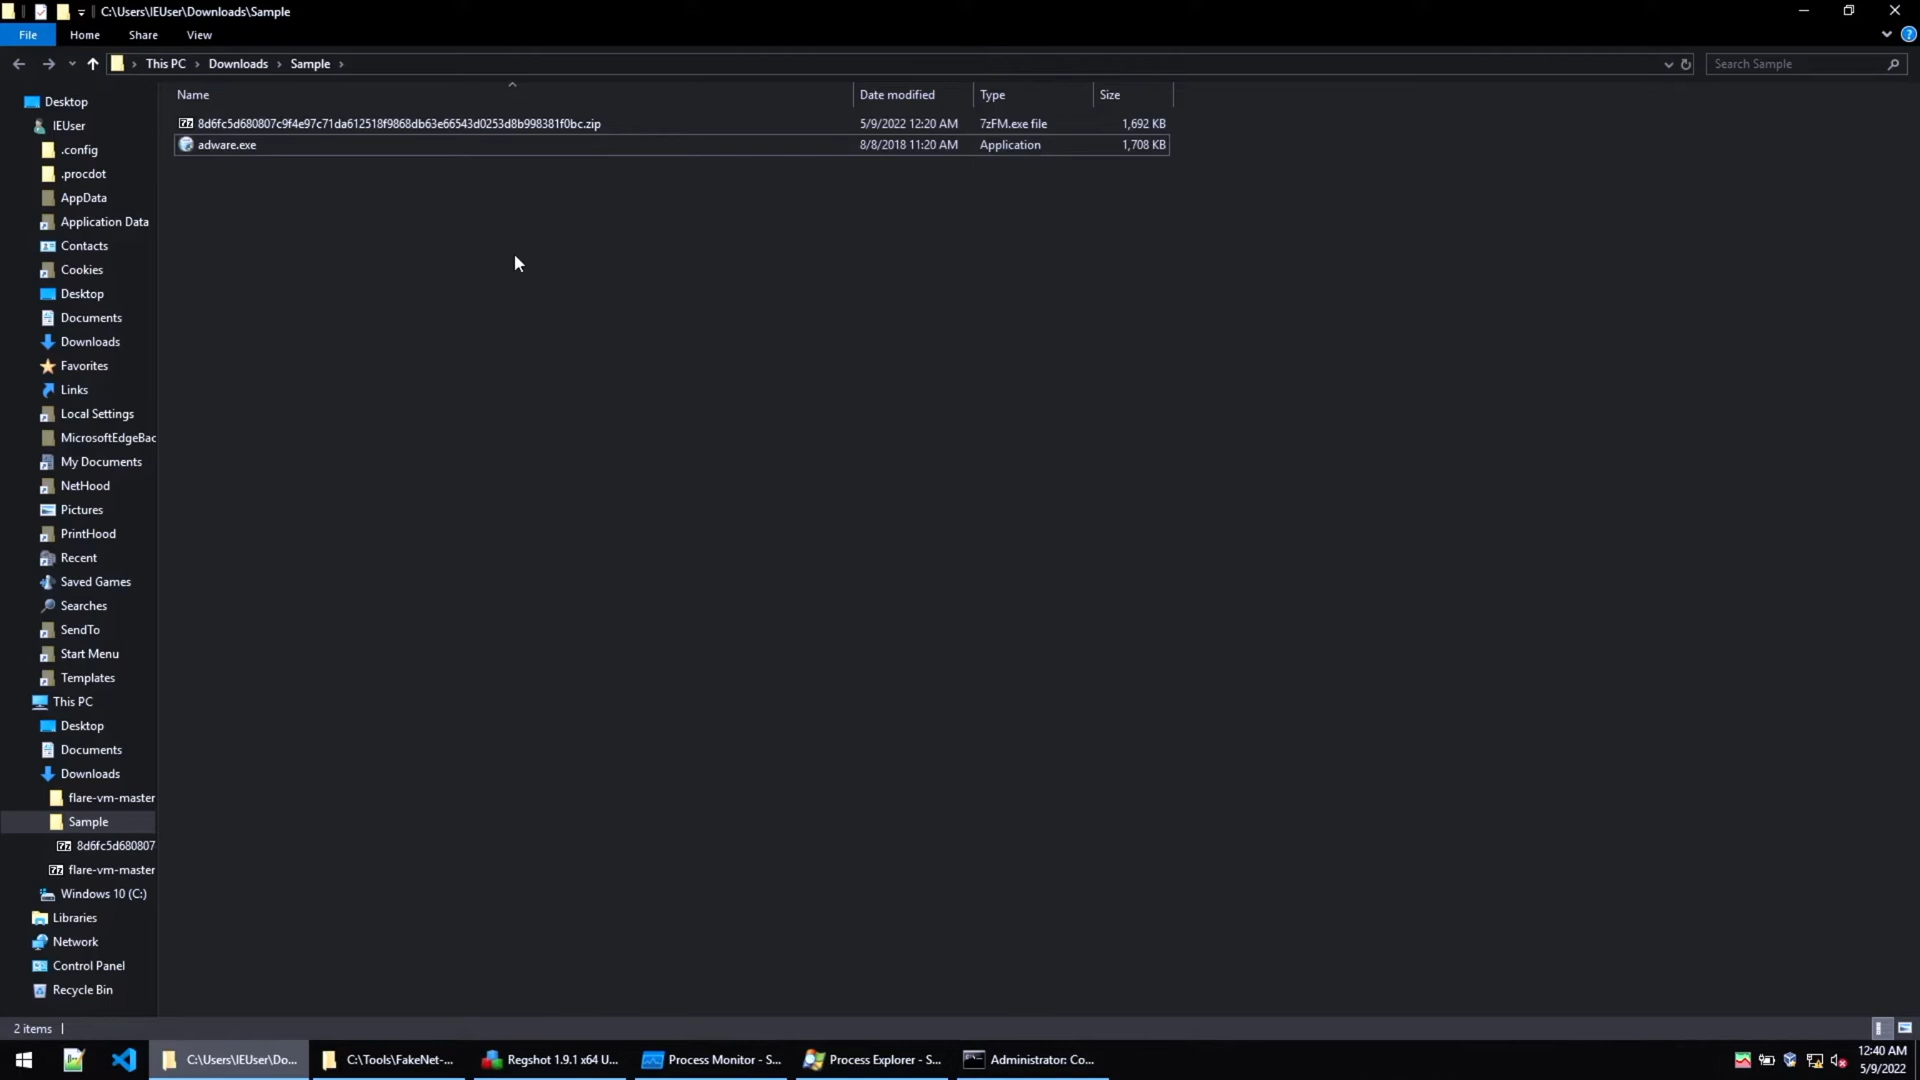 C:\Users\IEUser\Downloads\Sample
File Home Share View
This PC Downloads Sample
Search Sample
Name Date modified Type Size
8d6fc5d680807c9f4e97c71da612518f9868db63e66543d0253d8b998381f0bc.zip 5/9/2022 12:20 AM 7zFM.exe file 1,692 KB
adware.exe 8/8/2018 11:20 AM Application 1,708 KB
Desktop
IEUser
.config
.procdot
AppData
Application Data
Contacts
Cookies
Desktop
Documents
Downloads
Favorites
Links
Local Settings
MicrosoftEdgeBac
My Documents
NetHood
Pictures
PrintHood
Recent
Saved Games
Searches
SendTo
Start Menu
Templates
This PC
Desktop
Documents
Downloads
flare-vm-master
Sample
8d6fc5d680807
flare-vm-master
Windows 10 (C:)
Libraries
Network
Control Panel
Recycle Bin
2 items
C:\Users\IEUser\Do... C:\Tools\FakeNet-... Regshot 1.9.1 x64 U... Process Monitor - S... Process Explorer - S... Administrator: Co... 12:40 AM
5/9/2022